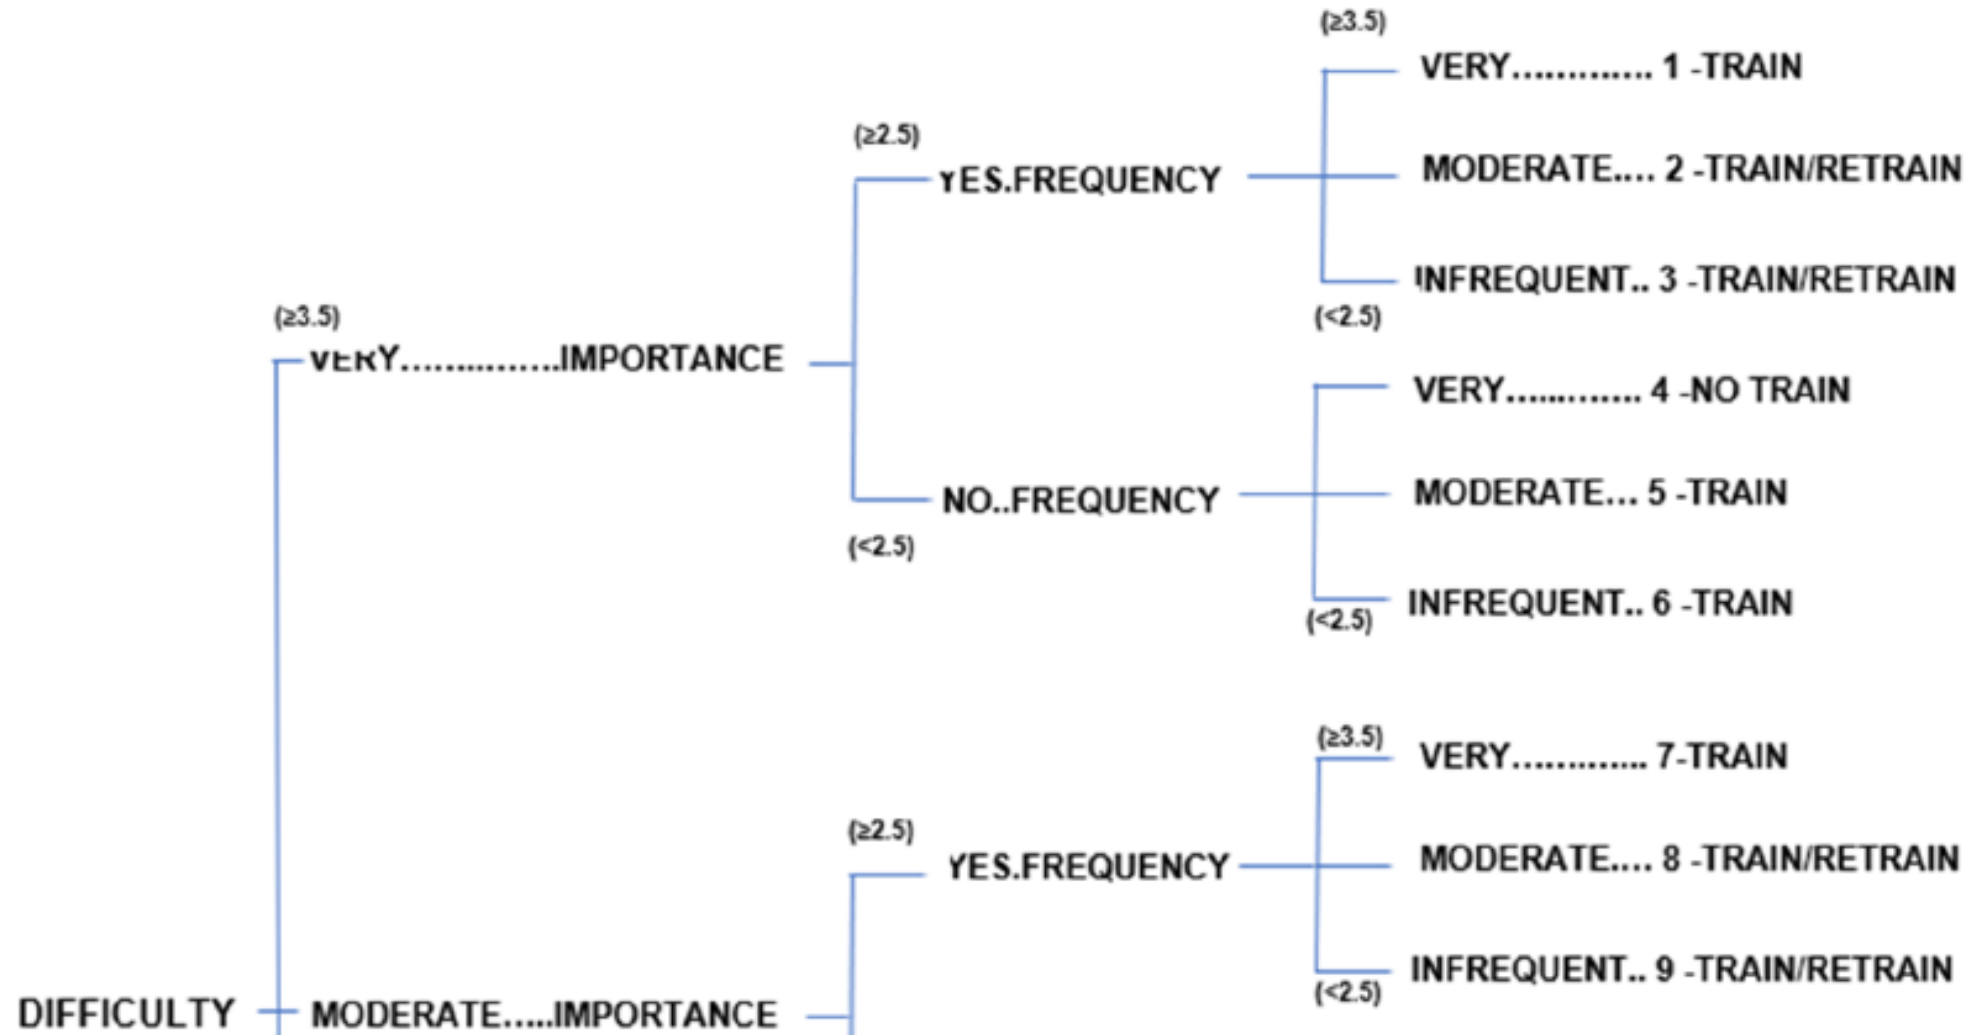 (≥3.5)
VERY............. 1 -TRAIN
(≥2.5)
YES.FREQUENCY
MODERATE.... 2 -TRAIN/RETRAIN
INFREQUENT.. 3 -TRAIN/RETRAIN
(≥3.5)
(<2.5)
VERY................IMPORTANCE
VERY............. 4 -NO TRAIN
NO..FREQUENCY
MODERATE... 5 -TRAIN
(<2.5)
INFREQUENT.. 6 -TRAIN
(<2.5)
(≥3.5)
VERY............. 7-TRAIN
(≥2.5)
YES.FREQUENCY
MODERATE.... 8 -TRAIN/RETRAIN
INFREQUENT.. 9 -TRAIN/RETRAIN
(<2.5)
DIFFICULTY
MODERATE.....IMPORTANCE